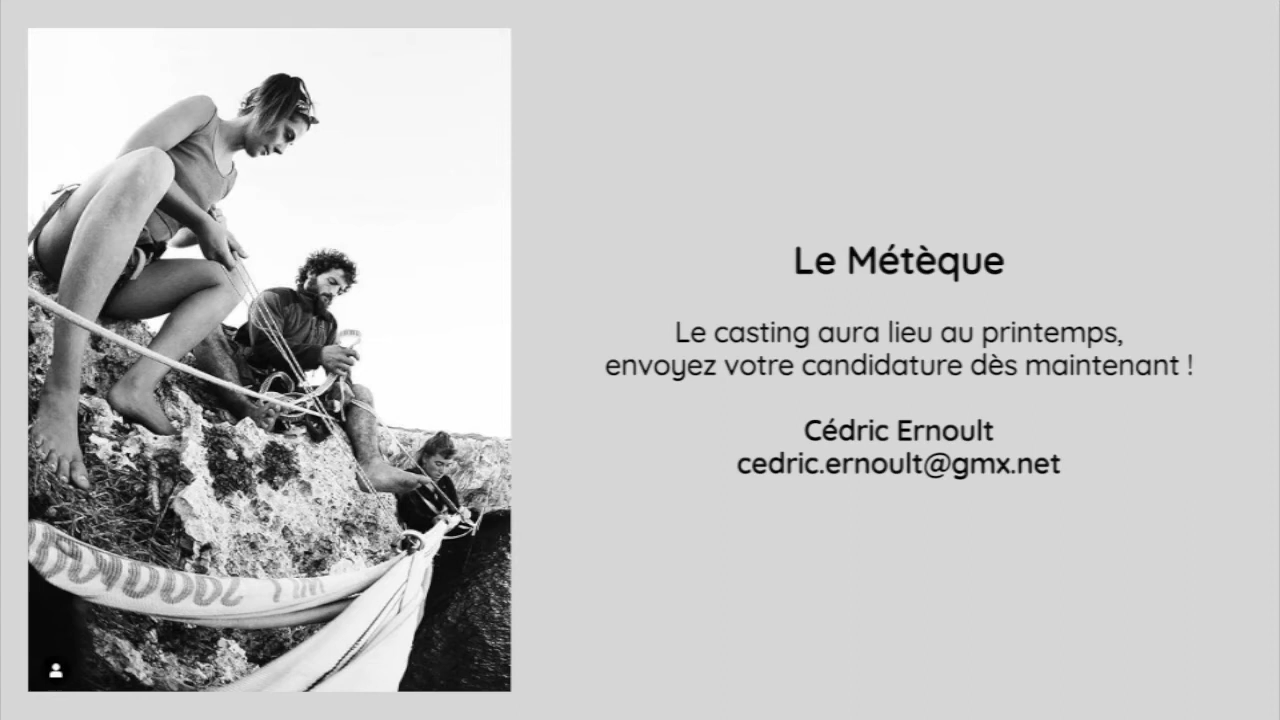 Le Métèque
Le casting aura lieu au printemps,
envoyez votre candidature dès maintenant !
Cédric Ernoult
cedric.ernoult@gmx.net